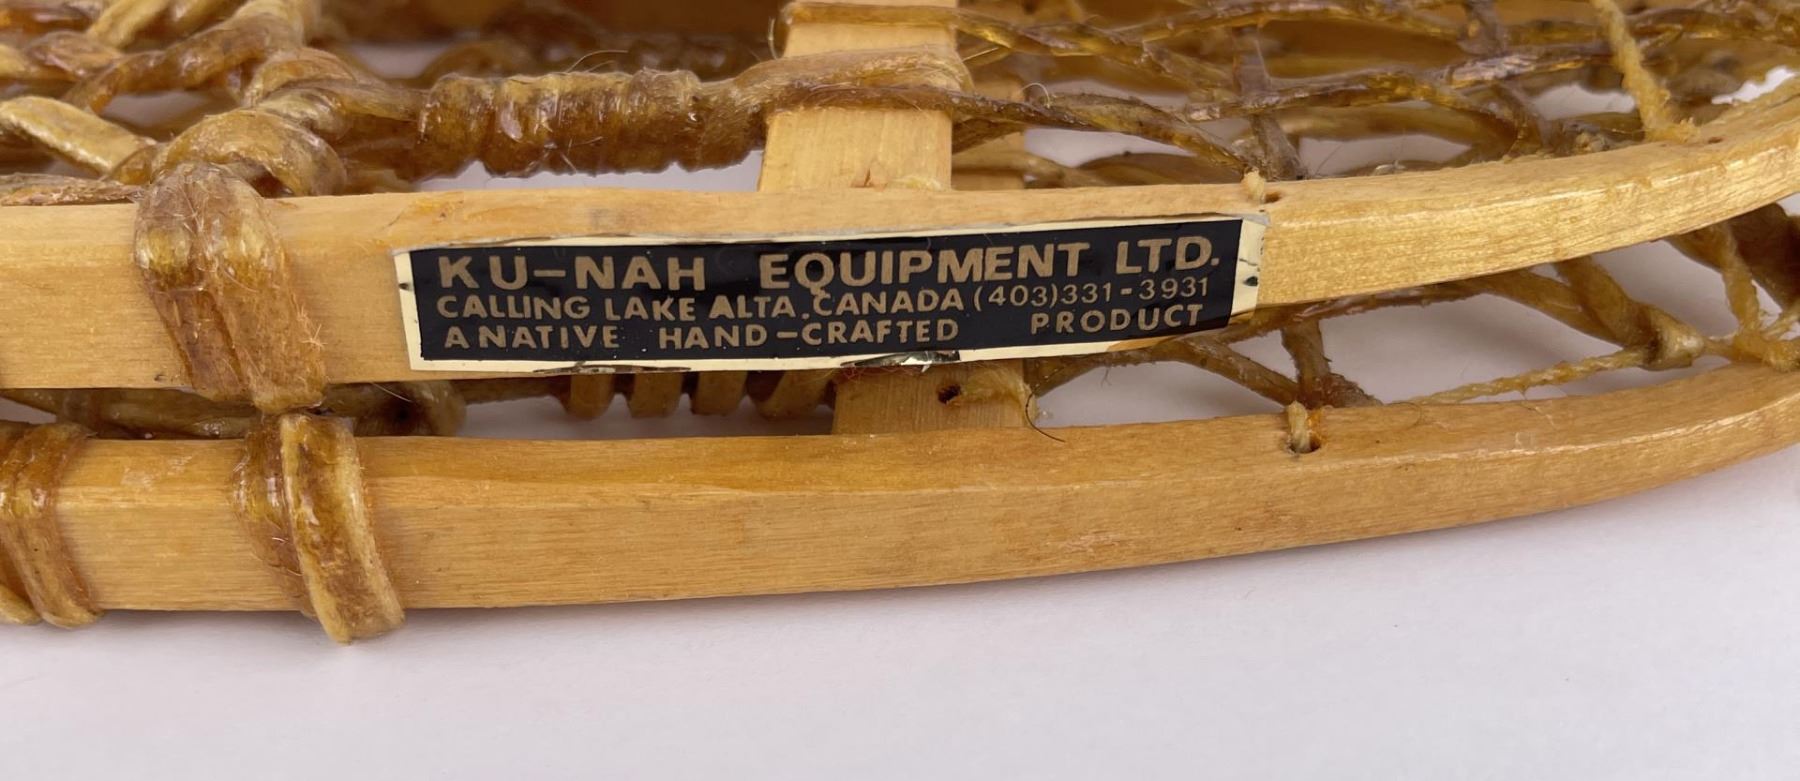 KU-NAH EQUIPMENT LTD.
CALLING LAKE ALTA. CANADA (403)331-3931
A NATIVE HAND-CRAFTED PRODUCT